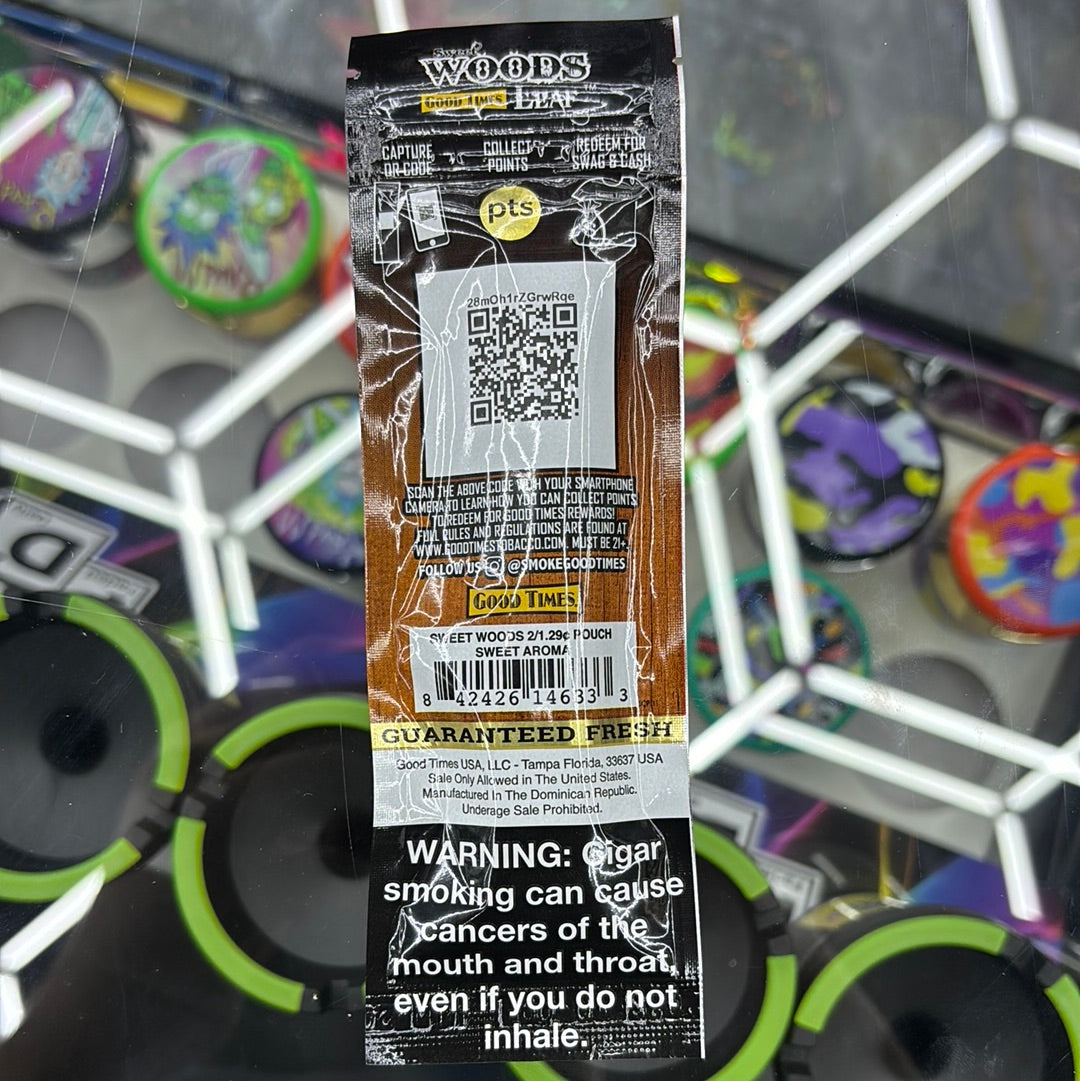 Sweet
WOODS
GOOD TIMES LEAF™
CAPTURE QR CODE
COLLECT POINTS
REDEEM FOR SWAG & CASH
pts
28mOh1rZGrwRqe
SCAN THE ABOVE CODE WITH YOUR SMARTPHONE
CAMERA TO LEARN HOW YOU CAN COLLECT POINTS
TO REDEEM FOR GOOD TIMES REWARDS!
FULL RULES AND REGULATIONS ARE FOUND AT
WWW.GOODTIMESTOBACCO.COM. MUST BE 21+.
FOLLOW US @SMOKEGOODTIMES
GOOD TIMES
SWEET WOODS 2/1.29¢ POUCH
SWEET AROMA
8 42426 14633 3
GUARANTEED FRESH
Good Times USA, LLC - Tampa Florida, 33637 USA
Sale Only Allowed in The United States.
Manufactured In The Dominican Republic.
Underage Sale Prohibited.
WARNING: Cigar
smoking can cause
cancers of the
mouth and throat,
even if you do not
inhale.